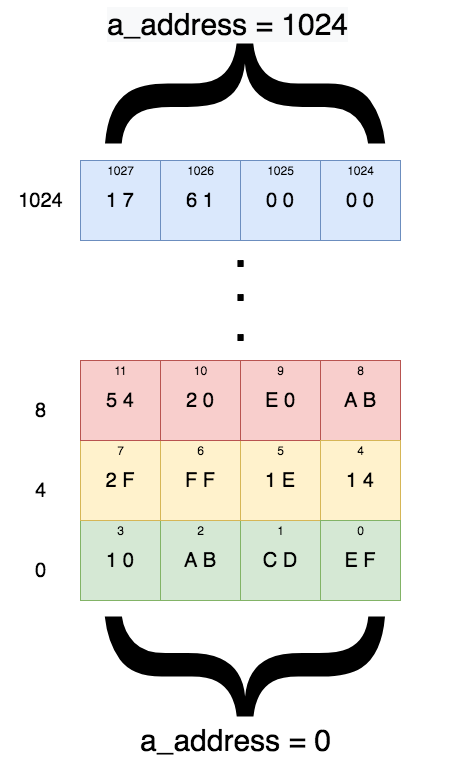 a_address = 1024
1027 1026 1025 1024
1024 1 7 6 1 0 0 0 0
11 10 9 8
8 5 4 2 0 E 0 A B
7 6 5 4
4 2 F F F 1 E 1 4
3 2 1 0
0 1 0 A B C D E F
a_address = 0